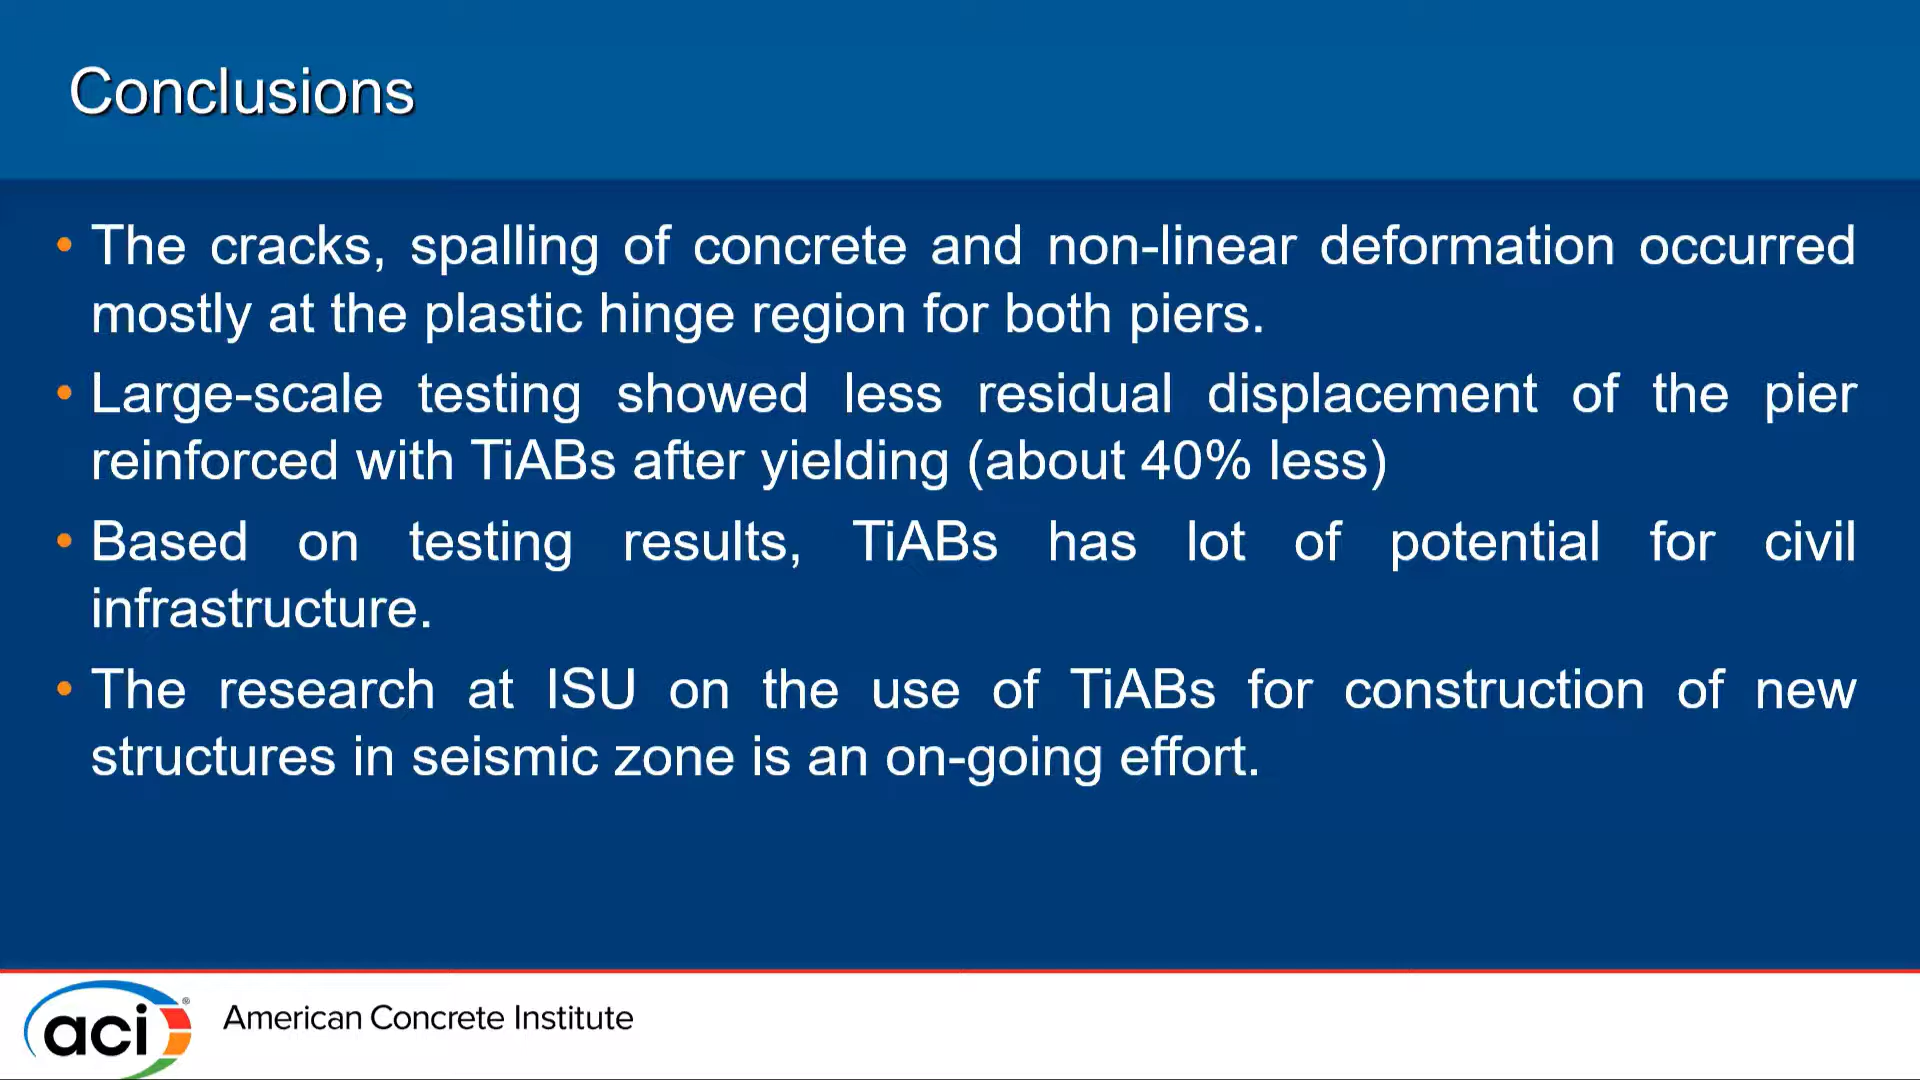 Conclusions
• The cracks, spalling of concrete and non-linear deformation occurred
mostly at the plastic hinge region for both piers.
• Large-scale testing showed less residual displacement of the pier
reinforced with TiABs after yielding (about 40% less)
• Based on testing results, TiABs has lot of potential for civil
infrastructure.
• The research at ISU on the use of TiABs for construction of new
structures in seismic zone is an on-going effort.
aci®
American Concrete Institute